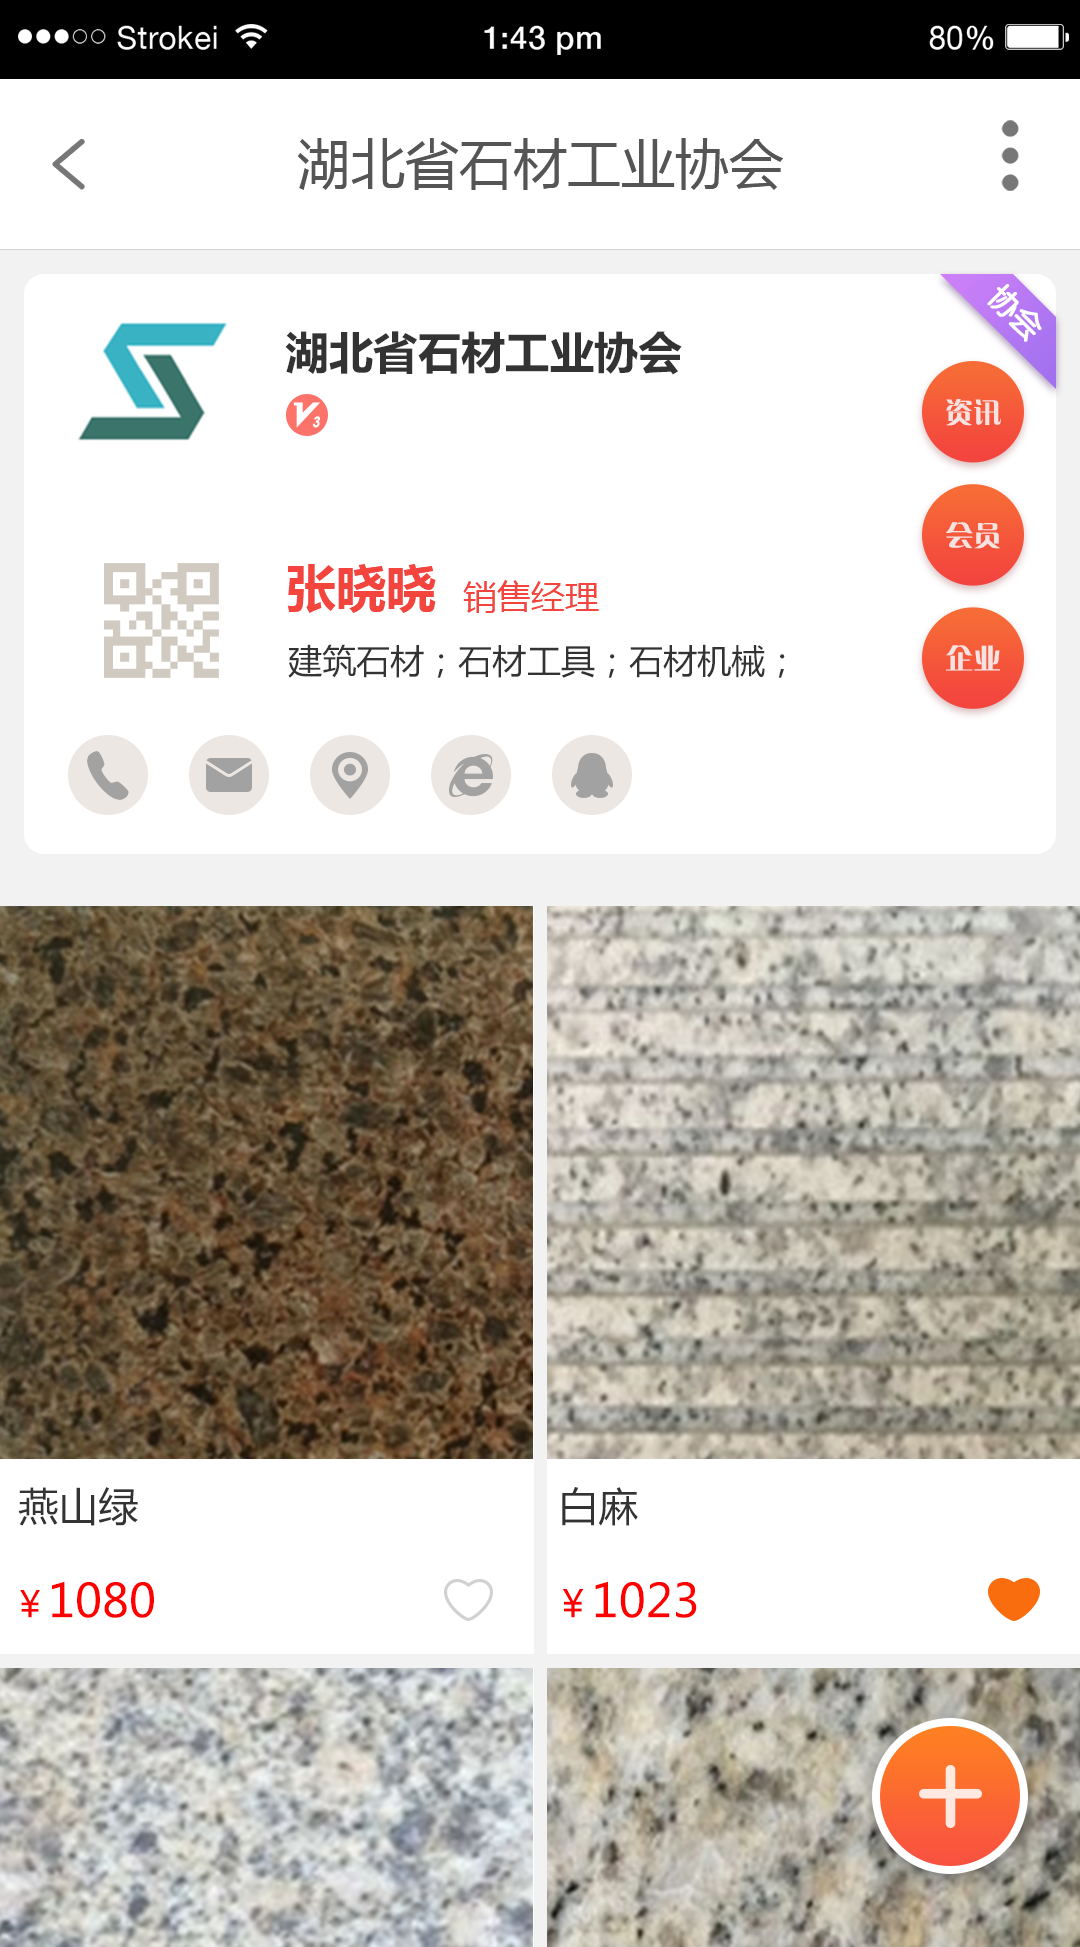 Strokei 1:43 pm 80%
湖北省石材工业协会
协会
湖北省石材工业协会
V3
资讯
会员
张晓晓 销售经理
建筑石材；石材工具；石材机械；
企业
燕山绿
白麻
¥1080
¥1023